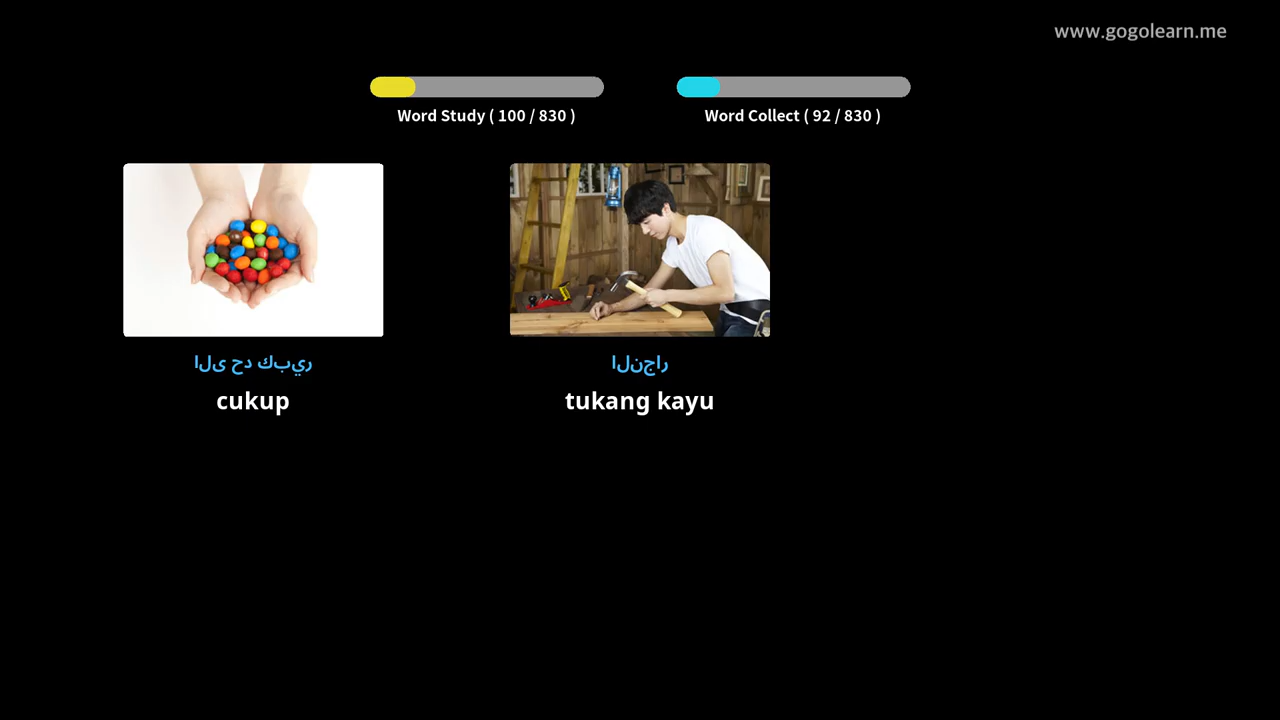 www.gogolearn.me
Word Study ( 100 / 830 )
Word Collect ( 92 / 830 )
الى حد كبير
cukup
النجار
tukang kayu